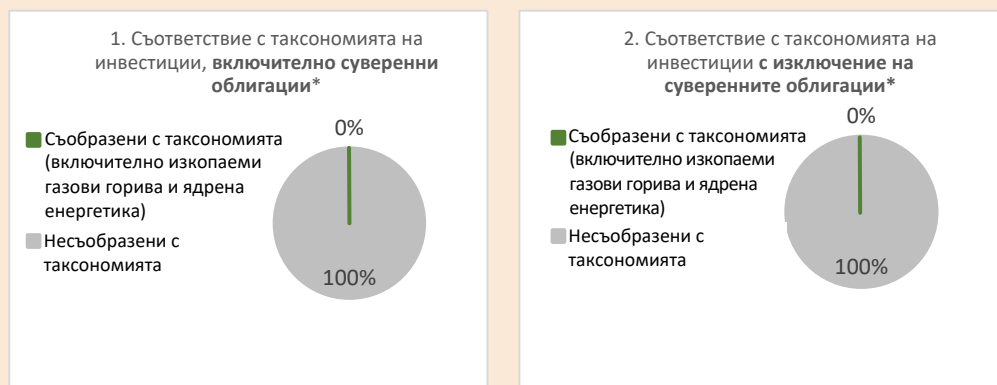 1. Съответствие с таксономията на
инвестиции, включително суверенни
облигации*
Съобразени с таксономията
(включително изкопаеми
газови горива и ядрена
енергетика)
Несъобразени с
таксономията
0%
100%
2. Съответствие с таксономията на
инвестиции с изключение на
суверенните облигации*
Съобразени с таксономията
(включително изкопаеми
газови горива и ядрена
енергетика)
Несъобразени с
таксономията
0%
100%